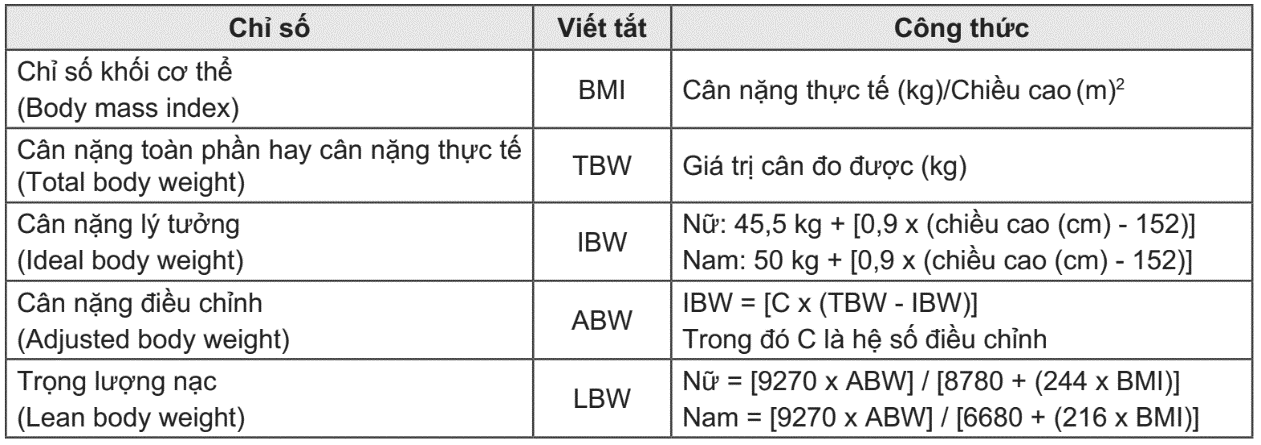 Chỉ số Viết tắt Công thức
Chỉ số khối cơ thể
(Body mass index)
BMI
Cân nặng thực tế (kg)/Chiều cao (m)²
Cân nặng toàn phần hay cân nặng thực tế
(Total body weight)
TBW
Giá trị cân đo được (kg)
Cân nặng lý tưởng
(Ideal body weight)
IBW
Nữ: 45,5 kg + [0,9 x (chiều cao (cm) - 152)]
Nam: 50 kg + [0,9 x (chiều cao (cm) - 152)]
Cân nặng điều chỉnh
(Adjusted body weight)
ABW
IBW = [C x (TBW - IBW)]
Trong đó C là hệ số điều chỉnh
Trọng lượng nạc
(Lean body weight)
LBW
Nữ = [9270 x ABW] / [8780 + (244 x BMI)]
Nam = [9270 x ABW] / [6680 + (216 x BMI)]